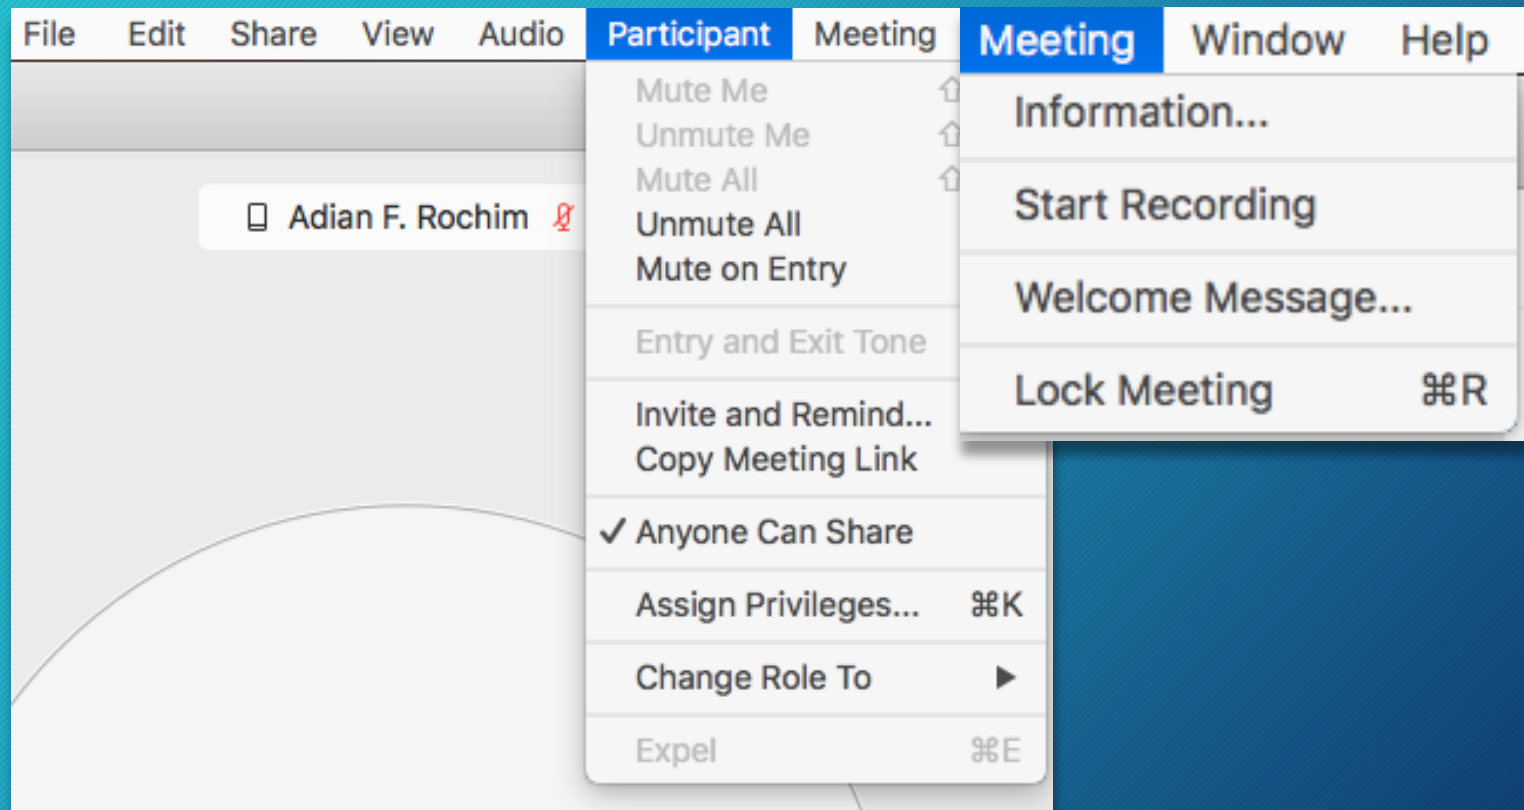 File Edit Share View Audio Participant Meeting
Adian F. Rochim
Mute Me ⇧
Unmute Me ⇧
Mute All ⇧
Unmute All
Mute on Entry
Entry and Exit Tone
Invite and Remind...
Copy Meeting Link
✓ Anyone Can Share
Assign Privileges... ⌘K
Change Role To ▶
Expel ⌘E
Meeting Window Help
Information...
Start Recording
Welcome Message...
Lock Meeting ⌘R